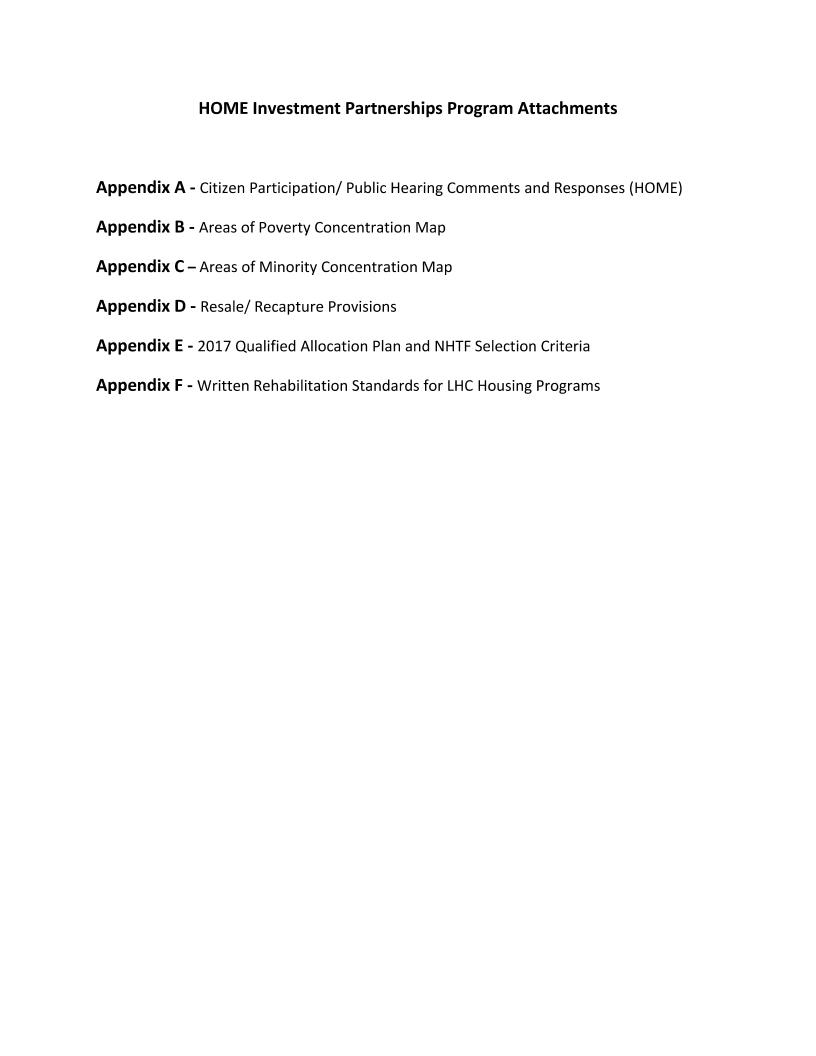 HOME Investment Partnerships Program Attachments
Appendix A - Citizen Participation/ Public Hearing Comments and Responses (HOME)
Appendix B - Areas of Poverty Concentration Map
Appendix C – Areas of Minority Concentration Map
Appendix D - Resale/ Recapture Provisions
Appendix E - 2017 Qualified Allocation Plan and NHTF Selection Criteria
Appendix F - Written Rehabilitation Standards for LHC Housing Programs